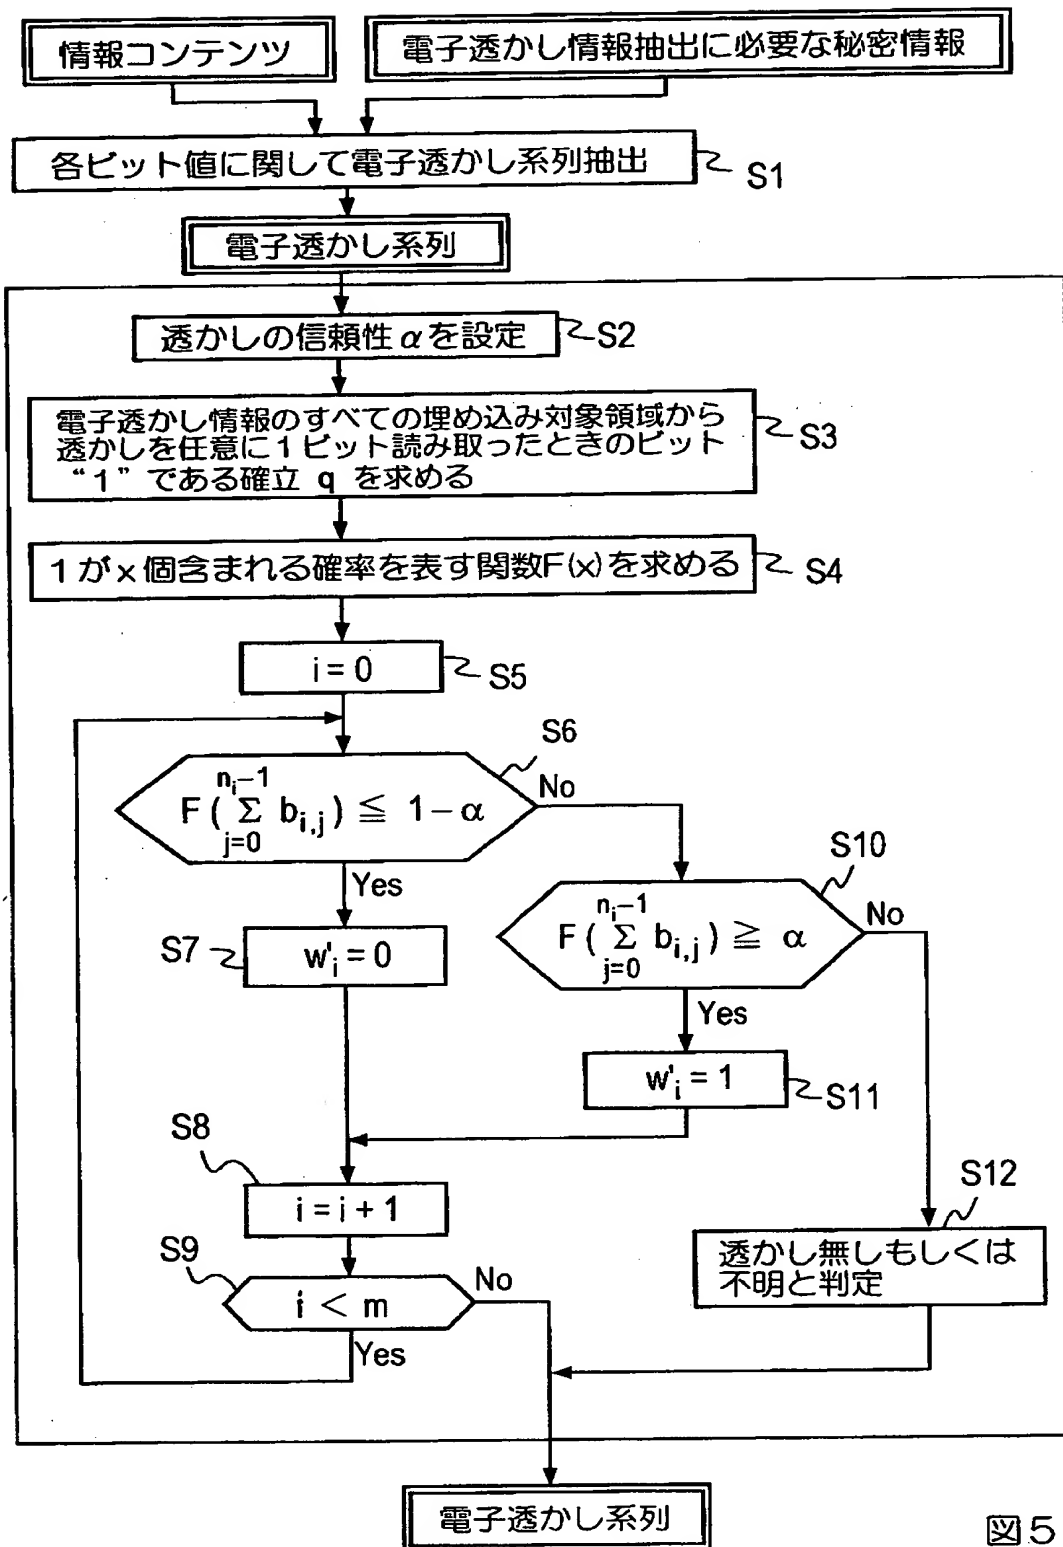 情報コンテンツ
電子透かし情報抽出に必要な秘密情報
各ビット値に関して電子透かし系列抽出
S1
電子透かし系列
透かしの信頼性αを設定
S2
電子透かし情報のすべての埋め込み対象領域から
透かしを任意に1ビット読み取ったときのビット
“1”である確立 q を求める
S3
1がx個含まれる確率を表す関数F(x)を求める
S4
i = 0
S5
S6
F(∑_{j=0}^{n_i−1} b_{i,j}) ≦ 1−α
No
Yes
S10
F(∑_{j=0}^{n_i−1} b_{i,j}) ≧ α
No
Yes
S7
w'_i = 0
w'_i = 1
S11
S8
i = i + 1
S9
i < m
No
Yes
S12
透かし無しもしくは
不明と判定
電子透かし系列
図5